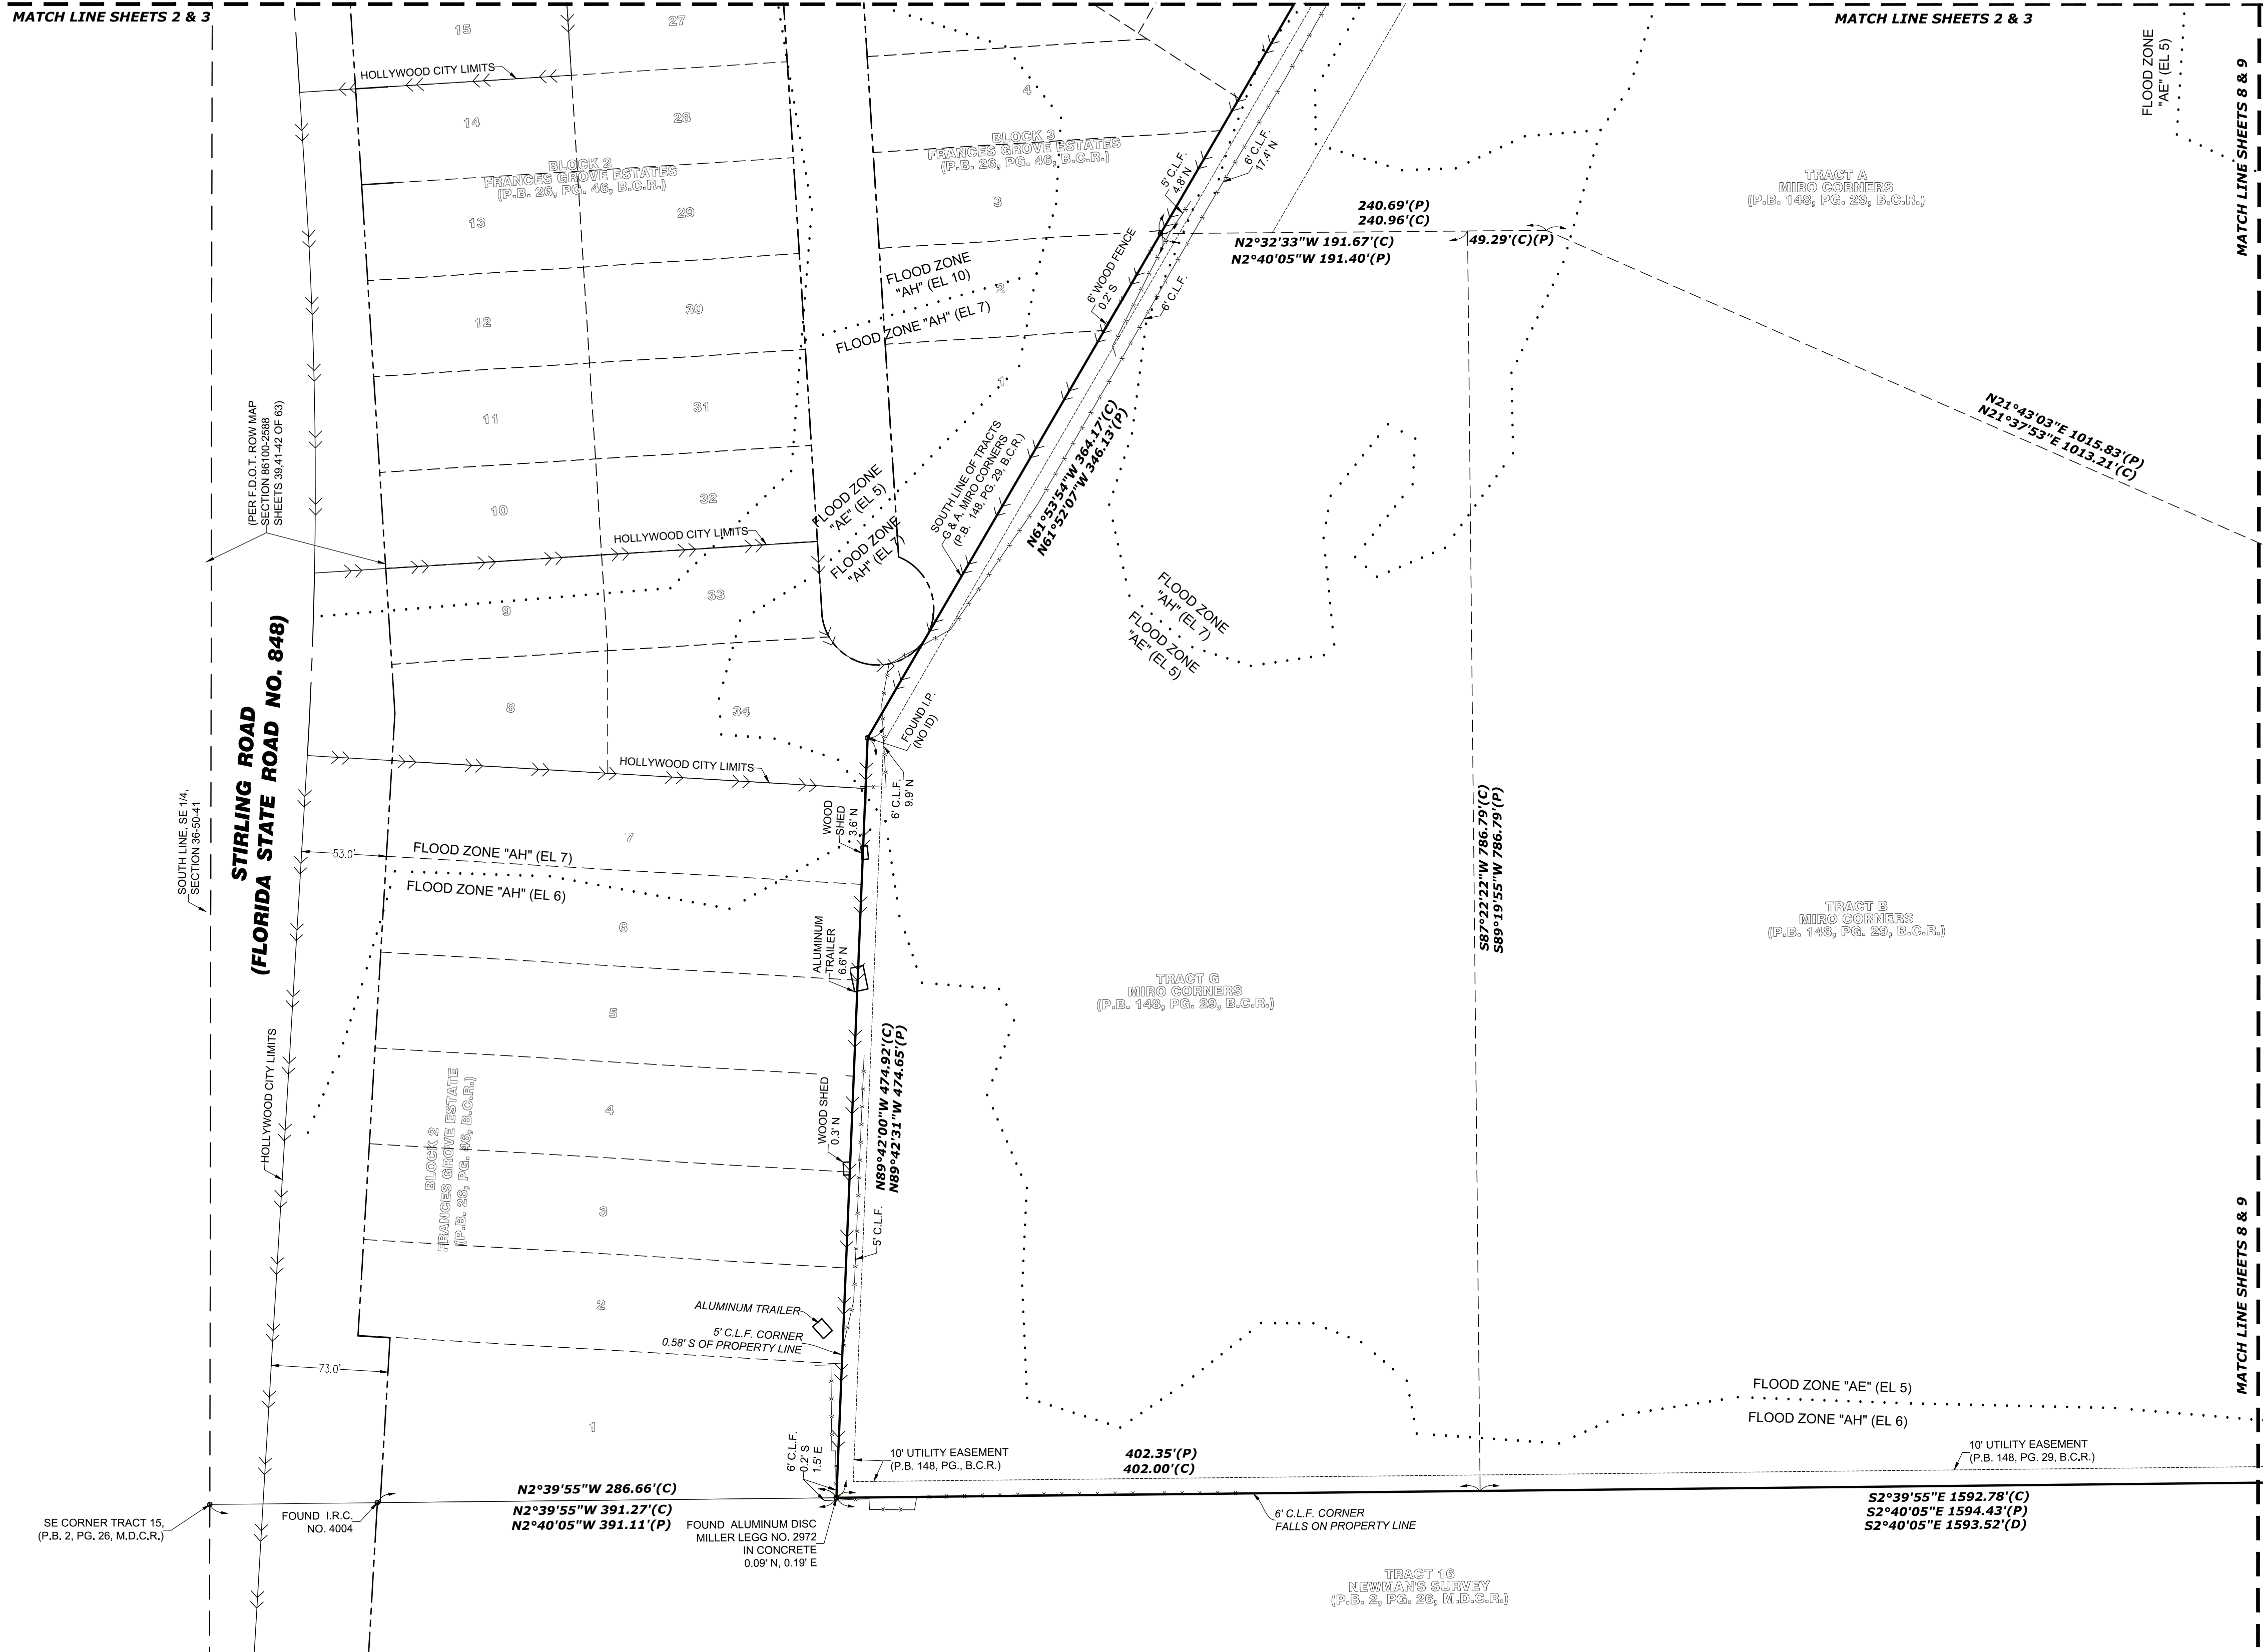 MATCH LINE SHEETS 2 & 3
MATCH LINE SHEETS 2 & 3
15
27
HOLLYWOOD CITY LIMITS
14
28
BLOCK 2
FRANCES GROVE ESTATES
(P.B. 26, PG. 46, B.C.R.)
13
29
12
30
11
31
10
32
HOLLYWOOD CITY LIMITS
9
33
8
34
HOLLYWOOD CITY LIMITS
4
BLOCK 3
FRANCES GROVE ESTATES
(P.B. 26, PG. 46, B.C.R.)
3
2
1
FLOOD ZONE
"AH" (EL 10)
FLOOD ZONE "AH" (EL 7)
FLOOD ZONE
"AE" (EL 5)
FLOOD ZONE
"AH" (EL 7)
5' C.L.F.
4.8' N
6' C.L.F.
17.4' N
6' WOOD FENCE
0.2' S
6' C.L.F.
SOUTH LINE OF TRACTS
G & A, MIRO CORNERS
(P.B. 148, PG. 29, B.C.R.)
N61°53'54"W 364.17'(C)
N61°52'07"W 346.13'(P)
240.69'(P)
240.96'(C)
N2°32'33"W 191.67'(C)
N2°40'05"W 191.40'(P)
49.29'(C)(P)
TRACT A
MIRO CORNERS
(P.B. 148, PG. 29, B.C.R.)
FLOOD ZONE
"AE" (EL 5)
MATCH LINE SHEETS 8 & 9
N21°43'03"E 1015.83'(P)
N21°37'53"E 1013.21'(C)
FLOOD ZONE
"AH" (EL 7)
FLOOD ZONE
"AE" (EL 5)
(PER F.D.O.T. ROW MAP
SECTION 86100-2588
SHEETS 39,41-42 OF 63)
STIRLING ROAD
(FLORIDA STATE ROAD NO. 848)
SOUTH LINE, SE 1/4,
SECTION 36-50-41
53.0'
FOUND I.P.
(NO ID)
6' C.L.F.
9.9' N
WOOD
SHED
3.6' N
7
FLOOD ZONE "AH" (EL 7)
FLOOD ZONE "AH" (EL 6)
6
ALUMINUM
TRAILER
6.6' N
5
4
WOOD SHED
0.3' N
3
2
1
BLOCK 2
FRANCES GROVE ESTATE
(P.B. 26, PG. 46, B.C.R.)
HOLLYWOOD CITY LIMITS
N89°42'00"W 474.92'(C)
N89°42'31"W 474.65'(P)
5' C.L.F.
S87°22'22"W 786.79'(C)
S89°19'55"W 786.79'(P)
TRACT B
MIRO CORNERS
(P.B. 148, PG. 29, B.C.R.)
TRACT G
MIRO CORNERS
(P.B. 148, PG. 29, B.C.R.)
ALUMINUM TRAILER
5' C.L.F. CORNER
0.58' S OF PROPERTY LINE
73.0'
6' C.L.F.
0.2' S
1.5' E
10' UTILITY EASEMENT
(P.B. 148, PG., B.C.R.)
402.35'(P)
402.00'(C)
FLOOD ZONE "AE" (EL 5)
FLOOD ZONE "AH" (EL 6)
10' UTILITY EASEMENT
(P.B. 148, PG. 29, B.C.R.)
MATCH LINE SHEETS 8 & 9
N2°39'55"W 286.66'(C)
N2°39'55"W 391.27'(C)
N2°40'05"W 391.11'(P)
SE CORNER TRACT 15,
(P.B. 2, PG. 26, M.D.C.R.)
FOUND I.R.C.
NO. 4004
FOUND ALUMINUM DISC
MILLER LEGG NO. 2972
IN CONCRETE
0.09' N, 0.19' E
6' C.L.F. CORNER
FALLS ON PROPERTY LINE
S2°39'55"E 1592.78'(C)
S2°40'05"E 1594.43'(P)
S2°40'05"E 1593.52'(D)
TRACT 16
NEWMAN'S SURVEY
(P.B. 2, PG. 26, M.D.C.R.)